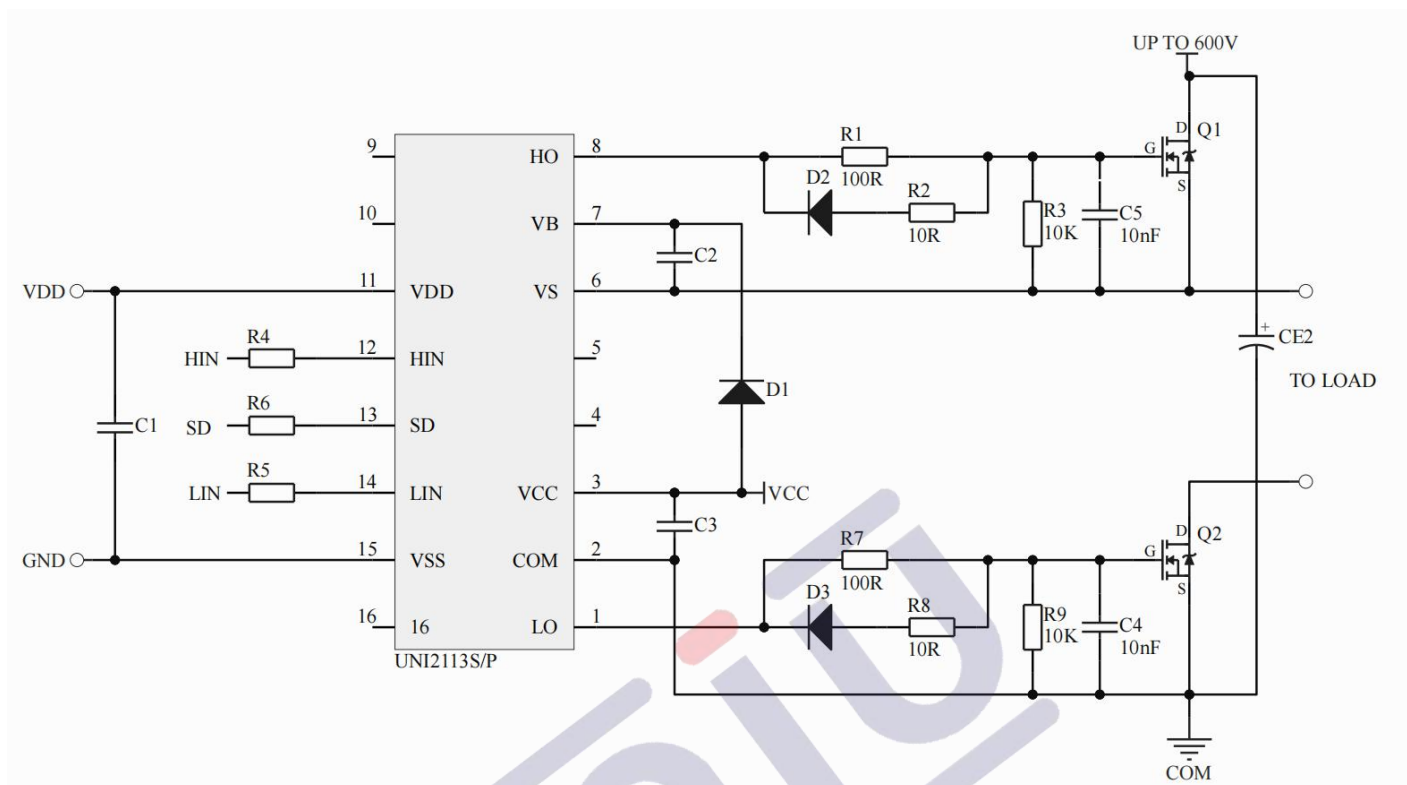 UP TO 600V
D
Q1
G
S
R1
100R
D2
R2
10R
R3
10K
C5
10nF
9
HO
8
10
VB
7
C2
VDD
11
VDD
VS
6
HIN
R4
12
HIN
5
CE2
+
TO LOAD
D1
SD
R6
13
SD
4
C1
LIN
R5
14
LIN
VCC
3
VCC
C3
GND
15
VSS
COM
2
R7
100R
D3
R8
10R
R9
10K
C4
10nF
D
Q2
G
S
16
16
LO
1
UNI2113S/P
COM